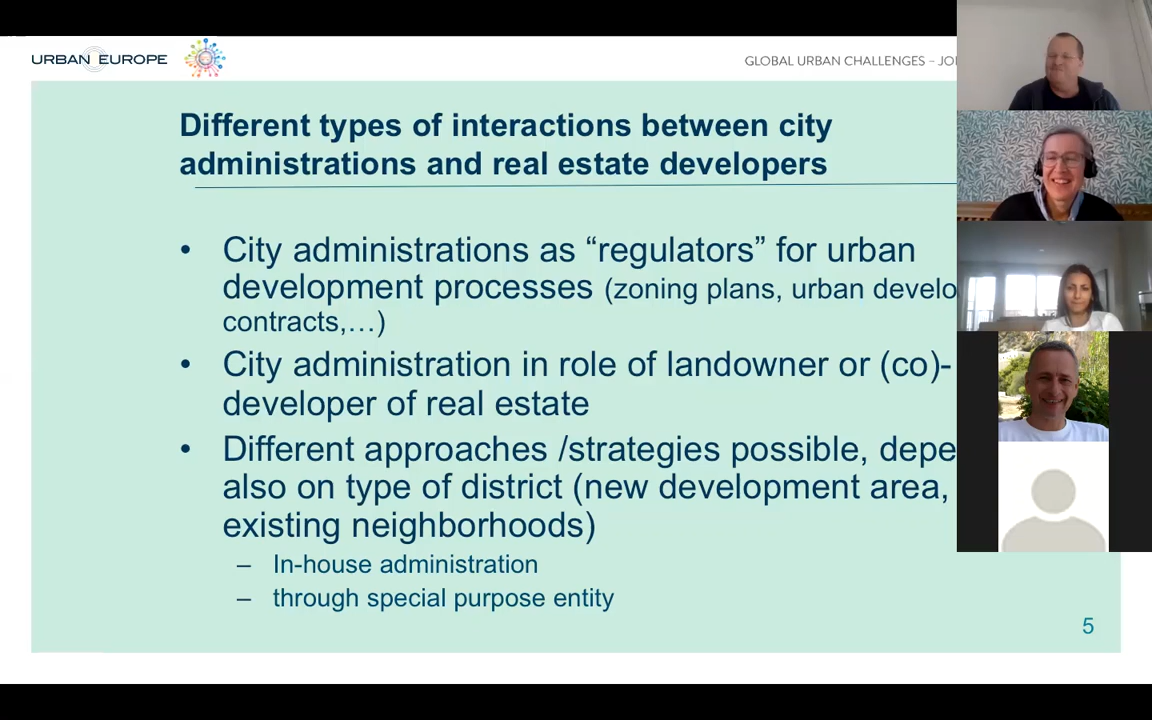 URBAN EUROPE
GLOBAL URBAN CHALLENGES –
Different types of interactions between city
administrations and real estate developers
• City administrations as “regulators” for urban
development processes (zoning plans, urban
contracts,…)
• City administration in role of landowner or (co)-
developer of real estate
• Different approaches /strategies possible,
also on type of district (new development area,
existing neighborhoods)
– In-house administration
– through special purpose entity
5